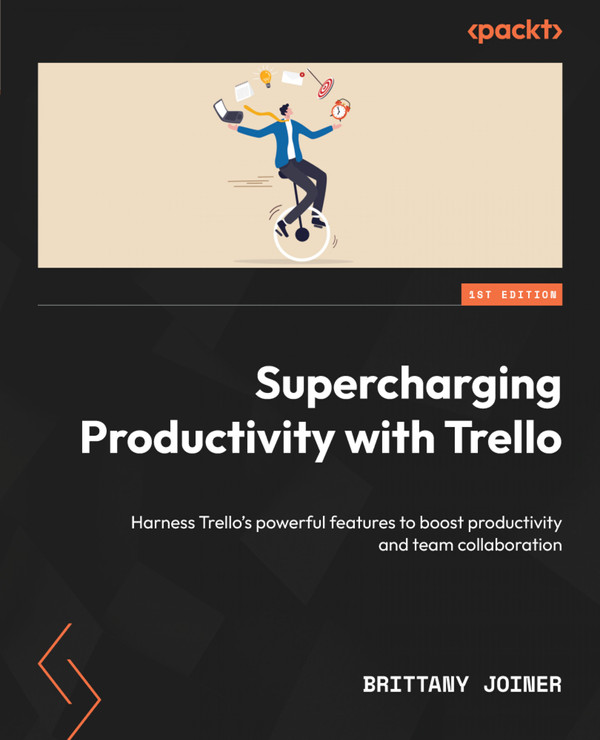 <packt>
1ST EDITION
Supercharging
Productivity with Trello
Harness Trello's powerful features to boost productivity
and team collaboration
BRITTANY JOINER